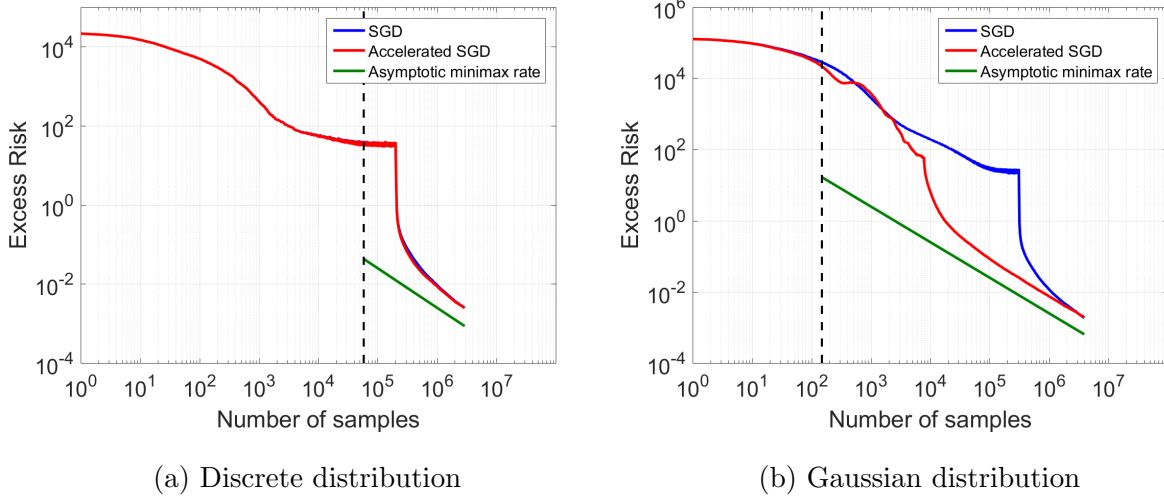 SGD
Accelerated SGD
Asymptotic minimax rate
10^4
10^2
10^0
10^-2
10^-4
Excess Risk
10^0 10^1 10^2 10^3 10^4 10^5 10^6 10^7
Number of samples
(a) Discrete distribution
10^6
SGD
Accelerated SGD
Asymptotic minimax rate
10^4
10^2
10^0
10^-2
10^-4
Excess Risk
10^0 10^1 10^2 10^3 10^4 10^5 10^6 10^7
Number of samples
(b) Gaussian distribution